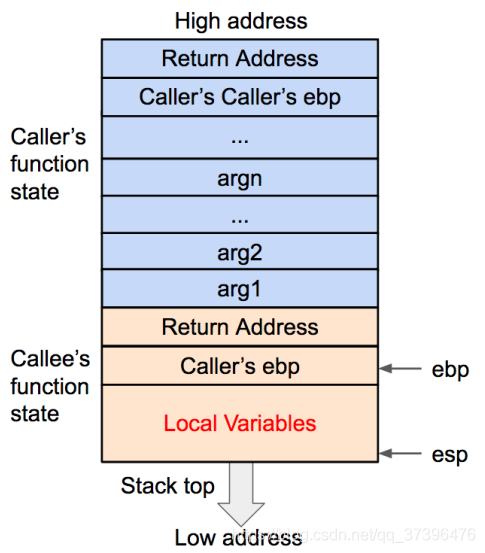 High address
Return Address
Caller's Caller's ebp
...
argn
...
arg2
arg1
Caller's
function
state
Return Address
Caller's ebp
Local Variables
Callee's
function
state
ebp
esp
Stack top
Low address
blog.csdn.net/qq_37396476